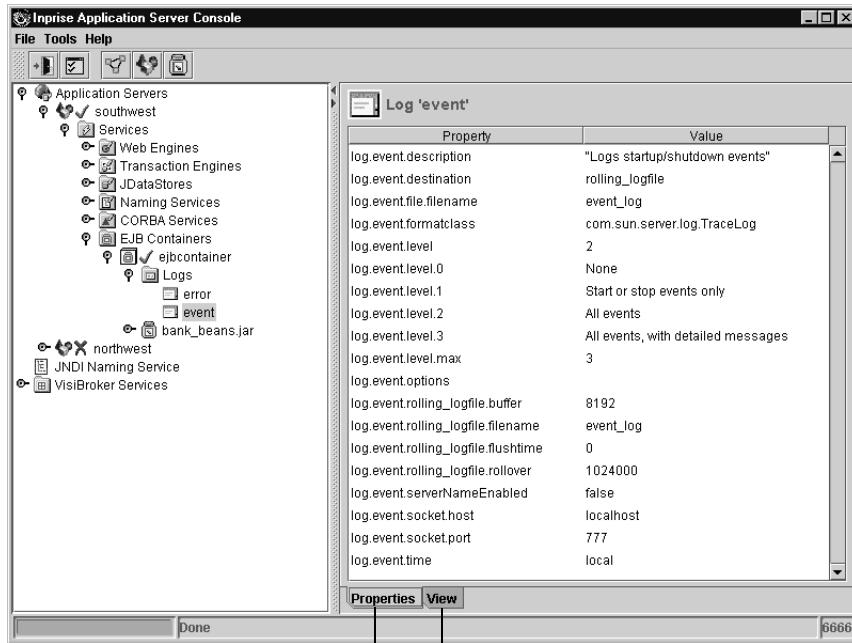 Inprise Application Server Console
File Tools Help
Application Servers
southwest
Services
Web Engines
Transaction Engines
JDataStores
Naming Services
CORBA Services
EJB Containers
ejbcontainer
Logs
error
event
bank_beans.jar
northwest
JNDI Naming Service
VisiBroker Services
Log 'event'
Property Value
log.event.description "Logs startup/shutdown events"
log.event.destination rolling_logfile
log.event.file.filename event_log
log.event.formatclass com.sun.server.log.TraceLog
log.event.level 2
log.event.level.0 None
log.event.level.1 Start or stop events only
log.event.level.2 All events
log.event.level.3 All events, with detailed messages
log.event.level.max 3
log.event.options
log.event.rolling_logfile.buffer 8192
log.event.rolling_logfile.filename event_log
log.event.rolling_logfile.flushtime 0
log.event.rolling_logfile.rollover 1024000
log.event.serverNameEnabled false
log.event.socket.host localhost
log.event.socket.port 777
log.event.time local
Properties View
Done 6666